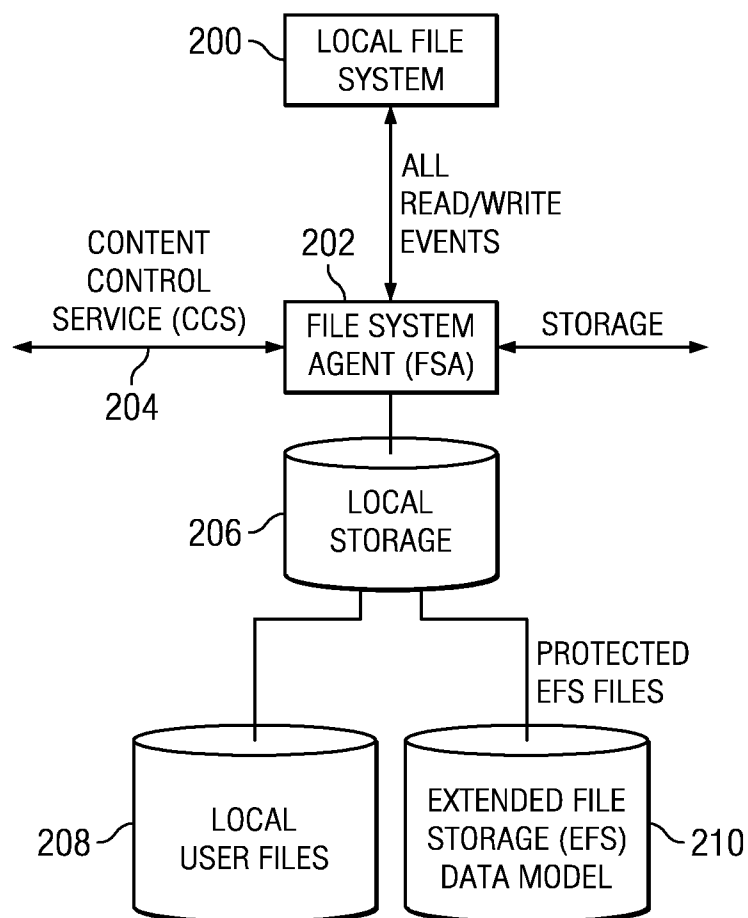 200
LOCAL FILE
SYSTEM
ALL
READ/WRITE
EVENTS
202
CONTENT
CONTROL
SERVICE (CCS)
204
FILE SYSTEM
AGENT (FSA)
STORAGE
206
LOCAL
STORAGE
PROTECTED
EFS FILES
208
LOCAL
USER FILES
EXTENDED FILE
STORAGE (EFS)
DATA MODEL
210